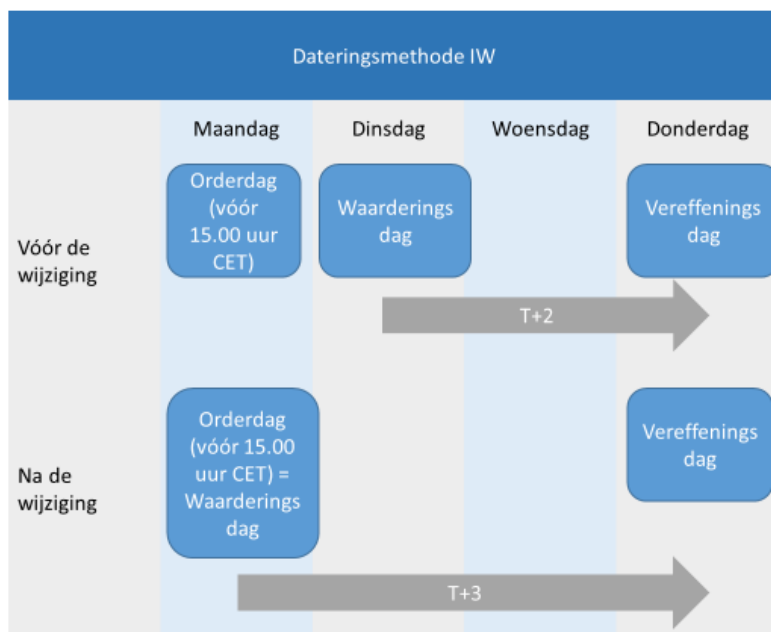 Dateringsmethode IW
Maandag
Dinsdag
Woensdag
Donderdag
Vóór de
wijziging
Orderdag
(vóór
15.00 uur
CET)
Waarderings
dag
Vereffenings
dag
T+2
Na de
wijziging
Orderdag
(vóór 15.00
uur CET) =
Waarderings
dag
Vereffenings
dag
T+3